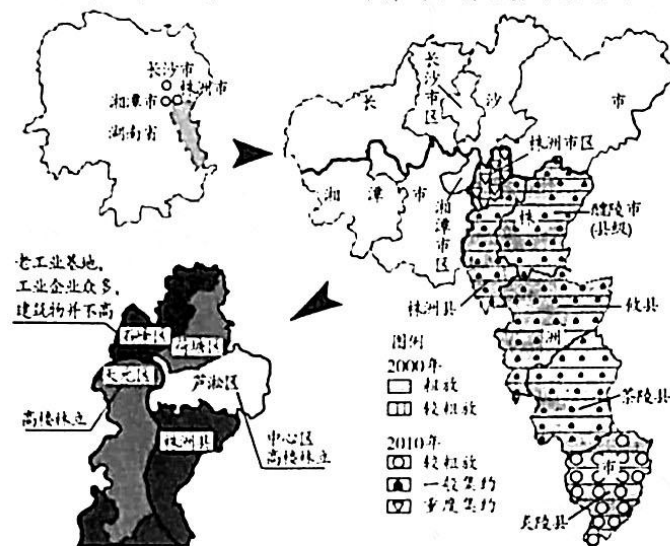 长沙市
株洲市
湘潭市
湖南省
长
长沙市区
沙
市
株洲市区
湘
潭
市
湘潭市区
株
醴陵市
(县级)
株洲县
攸县
洲
茶陵县
市
炎陵县
老工业基地,
工业企业众多,
建筑物并不高
石峰区
荷塘区
天元区
芦淞区
高楼林立
株洲县
中心区
高楼林立
图例
2000年
粗放
较粗放
2010年
较粗放
一般集约
重度集约